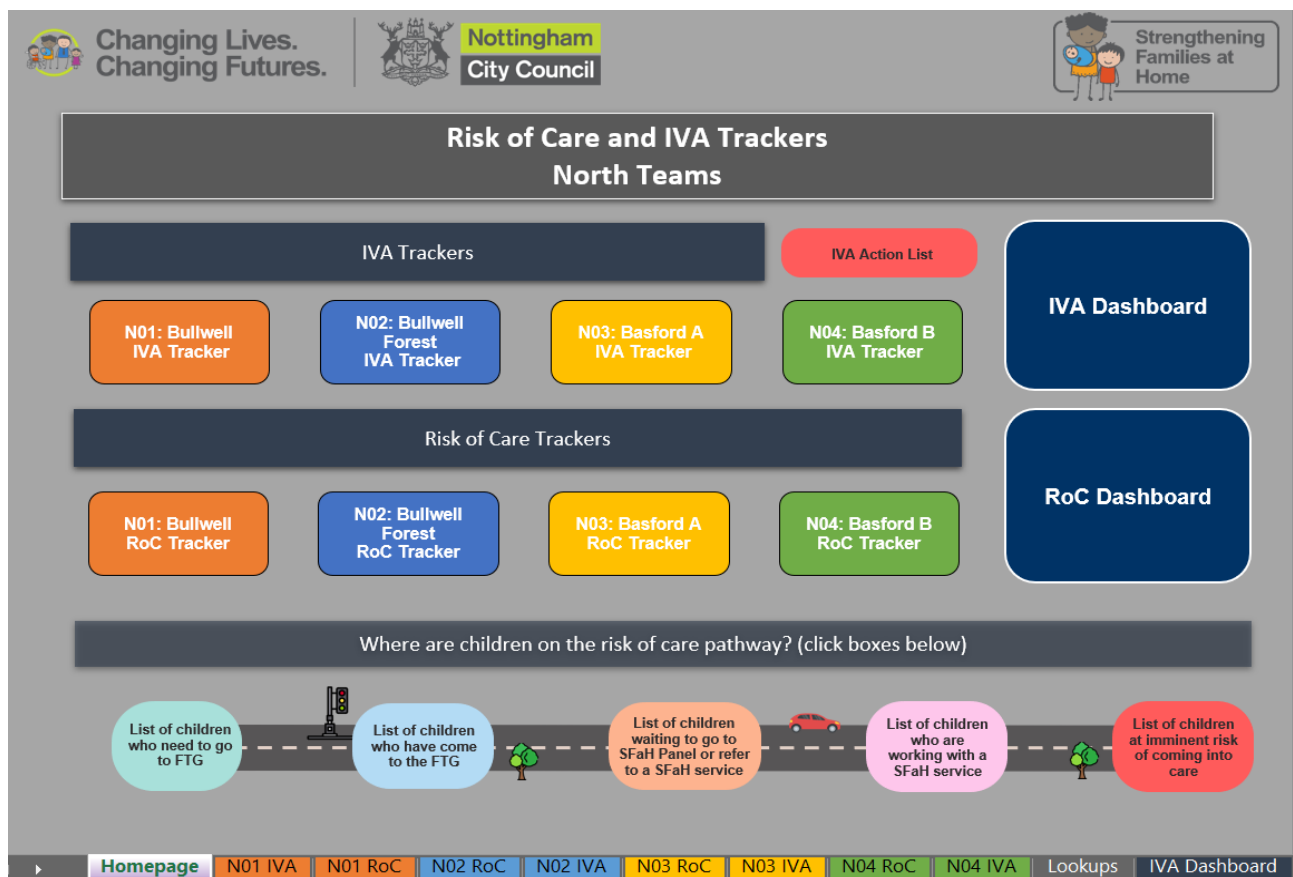 Changing Lives.
Changing Futures.
Nottingham
City Council
Strengthening
Families at
Home
Risk of Care and IVA Trackers
North Teams
IVA Trackers
IVA Action List
IVA Dashboard
N01: Bullwell
IVA Tracker
N02: Bullwell
Forest
IVA Tracker
N03: Basford A
IVA Tracker
N04: Basford B
IVA Tracker
Risk of Care Trackers
RoC Dashboard
N01: Bullwell
RoC Tracker
N02: Bullwell
Forest
RoC Tracker
N03: Basford A
RoC Tracker
N04: Basford B
RoC Tracker
Where are children on the risk of care pathway? (click boxes below)
List of children
who need to go
to FTG
List of children
who have come
to the FTG
List of children
waiting to go to
SFaH Panel or refer
to a SFaH service
List of children
who are
working with a
SFaH service
List of children
at imminent risk
of coming into
care
Homepage
N01 IVA
N01 RoC
N02 RoC
N02 IVA
N03 RoC
N03 IVA
N04 RoC
N04 IVA
Lookups
IVA Dashboard